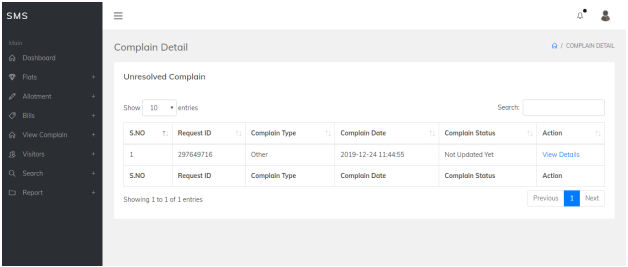 SMS
Main
Dashboard
Flats +
Allotment +
Bills +
View Complain +
Visitors +
Search +
Report +
Complain Detail
/ COMPLAIN DETAIL
Unresolved Complain
Show 10 entries
Search:
S.NO Request ID Complain Type Complain Date Complain Status Action
1 297649716 Other 2019-12-24 11:44:55 Not Updated Yet View Details
S.NO Request ID Complain Type Complain Date Complain Status Action
Showing 1 to 1 of 1 entries
Previous 1 Next